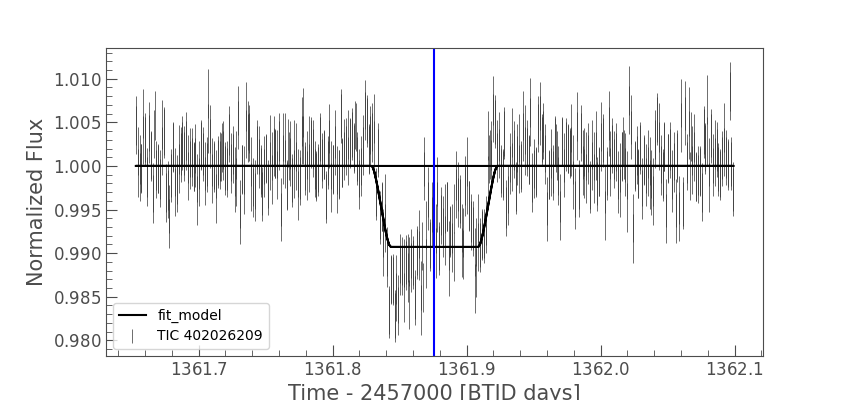 Normalized Flux
1.010
1.005
1.000
0.995
0.990
0.985
0.980
fit_model
TIC 402026209
1361.7 1361.8 1361.9 1362.0 1362.1
Time - 2457000 [BTJD days]